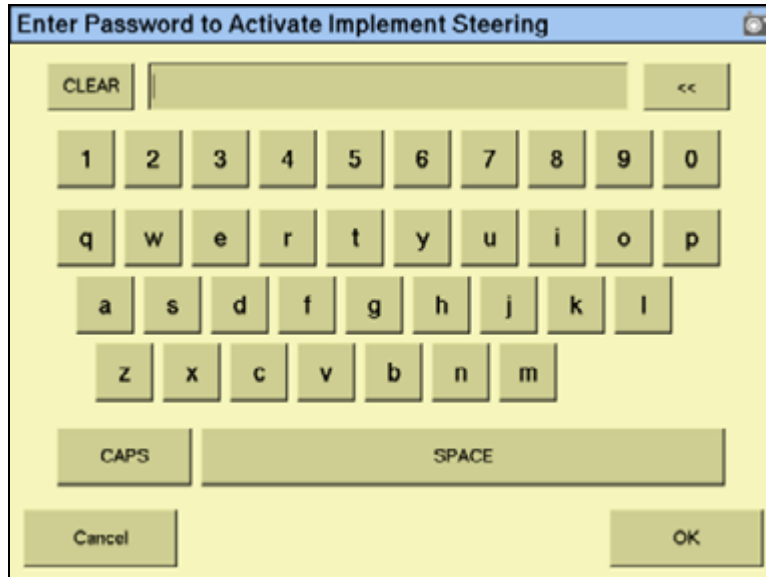 Enter Password to Activate Implement Steering
CLEAR <<
1 2 3 4 5 6 7 8 9 0
q w e r t y u i o p
a s d f g h j k l
z x c v b n m
CAPS SPACE
Cancel OK